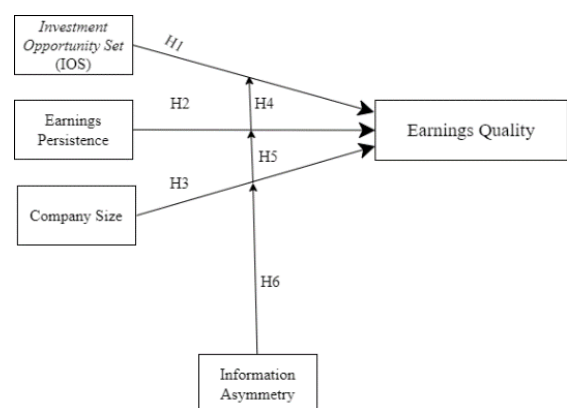 Investment
Opportunity Set
(IOS)
H1
Earnings
Persistence
H2
H4
Earnings Quality
H5
H3
Company Size
H6
Information
Asymmetry